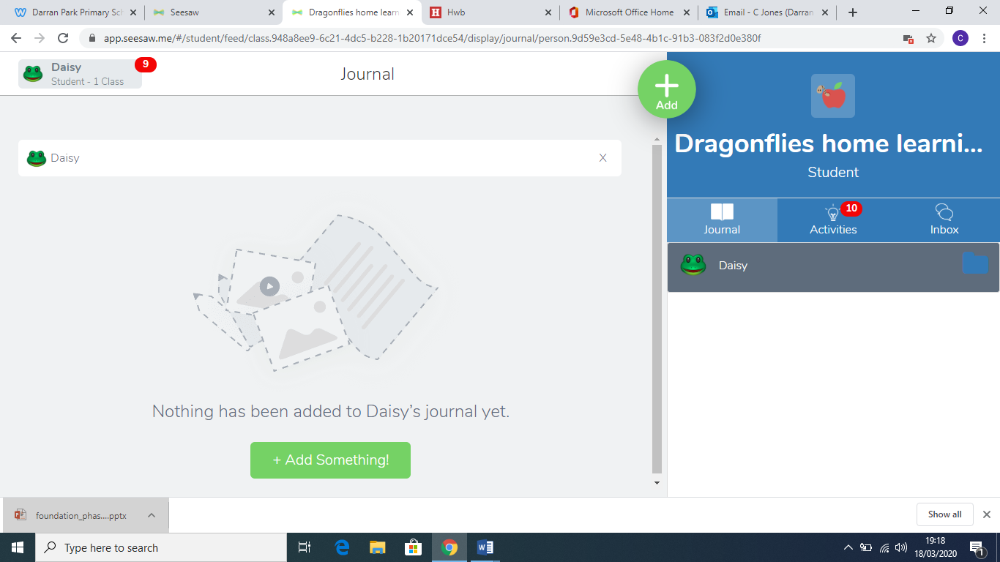 Darran Park Primary Sch
Seesaw
Dragonflies home learn
Hwb
Microsoft Office Home
Email - C Jones (Darran
app.seesaw.me/#/student/feed/class.948a8ee9-6c21-4dc5-b228-1b20171dce54/display/journal/person.9d59e3cd-5e48-4b1c-91b3-083f2d0e380f
C
Daisy
9
Student - 1 Class
Journal
Add
Daisy
X
Nothing has been added to Daisy’s journal yet.
+ Add Something!
Dragonflies home learni...
Student
Journal
10
Activities
Inbox
Daisy
foundation_phas....pptx
Show all
Type here to search
19:18
18/03/2020
1